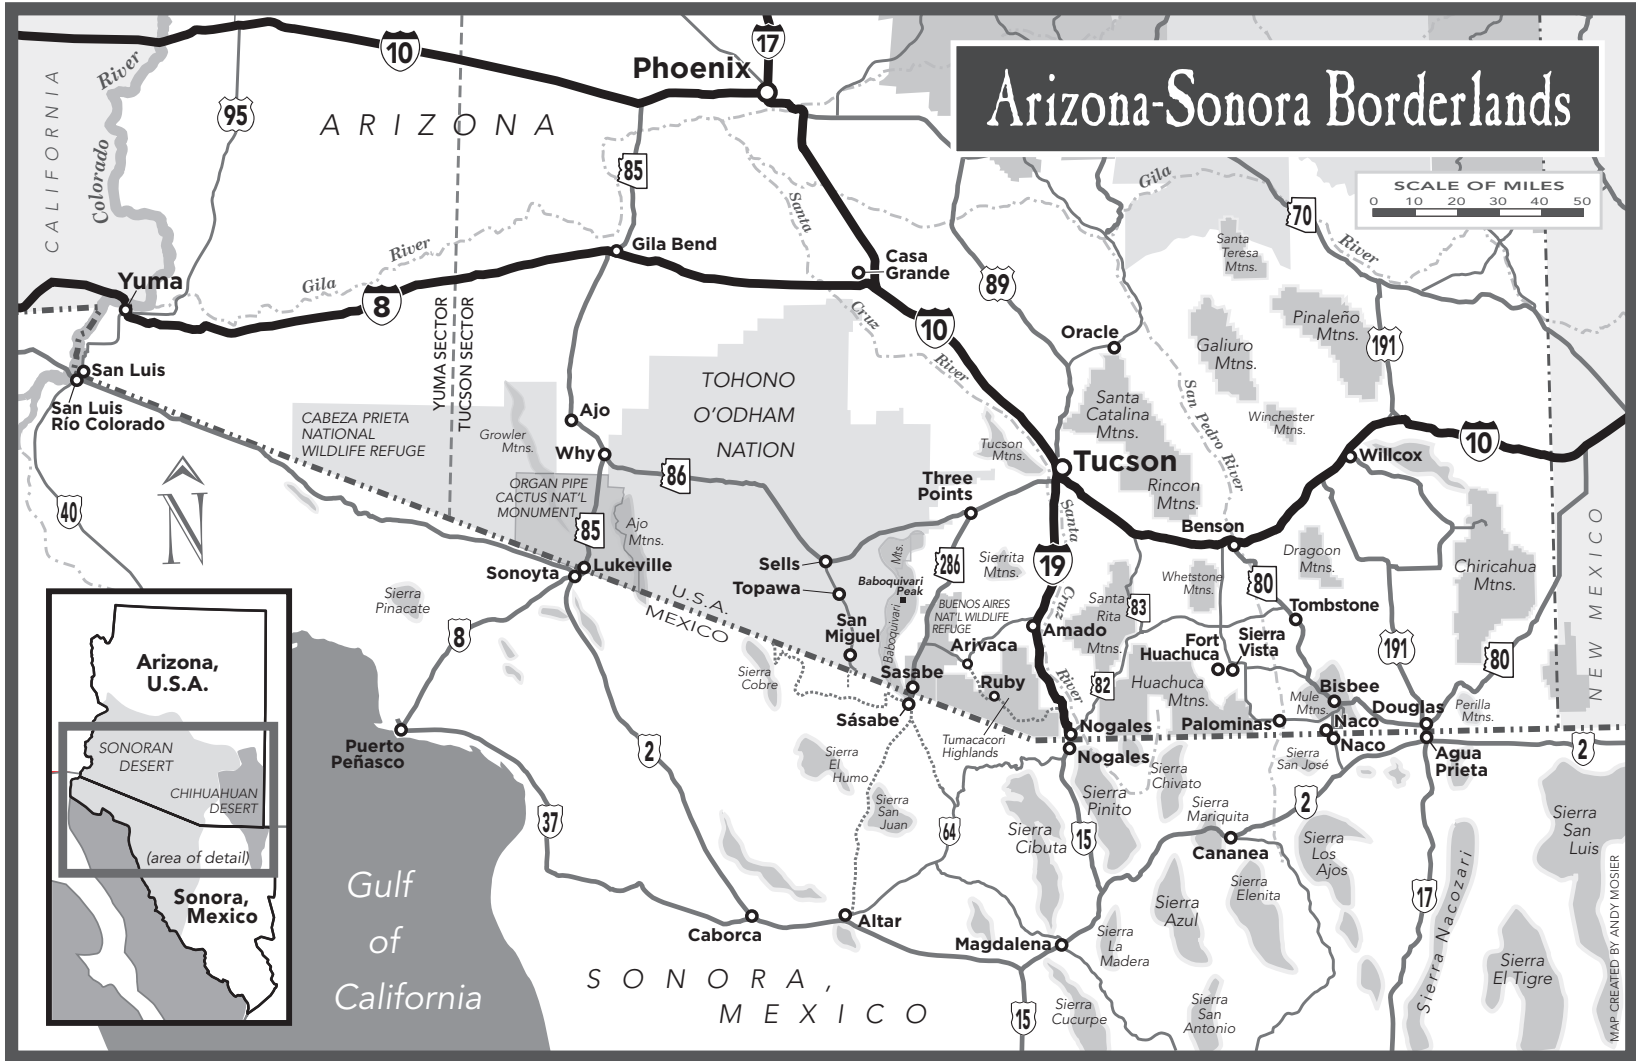 Arizona-Sonora Borderlands
SCALE OF MILES
0 10 20 30 40 50
CALIFORNIA
Colorado
River
ARIZONA
10
17
Phoenix
95
85
Gila
River
Santa
Cruz
River
Gila
River
70
89
Gila Bend
Casa
Grande
Yuma
8
10
YUMA SECTOR
TUCSON SECTOR
Santa
Teresa
Mtns.
Pinaleño
Mtns.
Galiuro
Mtns.
191
Oracle
San Luis
San Luis
Río Colorado
CABEZA PRIETA
NATIONAL
WILDLIFE REFUGE
Growler
Mtns.
Ajo
Why
TOHONO
O'ODHAM
NATION
86
Santa
Catalina
Mtns.
San Pedro River
Winchester
Mtns.
10
Tucson
Mtns.
Tucson
Willcox
Rincon
Mtns.
Three
Points
ORGAN PIPE
CACTUS NAT'L
MONUMENT
85
Ajo
Mtns.
40
N
Benson
Sonoyta
Lukeville
Sells
Topawa
San
Miguel
Baboquivari
Peak
Baboquivari
Mts.
286
Sierrita
Mtns.
19
Santa
Cruz
River
BUENOS AIRES
NAT'L WILDLIFE
REFUGE
Santa
Rita
Mtns.
83
Whetstone
Mtns.
80
Dragoon
Mtns.
Chiricahua
Mtns.
NEW MEXICO
U.S.A.
MEXICO
Sierra
Pinacate
8
Amado
Arivaca
Tombstone
Fort
Huachuca
Sierra
Vista
191
80
Sierra
Cobre
Sasabe
Sásabe
Ruby
82
Huachuca
Mtns.
Bisbee
Mule
Mtns.
Douglas
Perilla
Mtns.
Tumacacori
Highlands
Nogales
Nogales
Palominas
Naco
Naco
Agua
Prieta
2
Puerto
Peñasco
2
Sierra
El
Humo
Sierra
San
Juan
Sierra
Pinito
Sierra
Chivato
Sierra
San José
Sierra
Mariquita
2
37
64
Sierra
Cibuta
15
Cananea
Sierra
Los
Ajos
Sierra
San
Luis
Sierra
Elenita
Sierra
Azul
17
Sierra Nacozari
Caborca
Altar
Magdalena
Sierra
La
Madera
Sierra
El Tigre
Gulf
of
California
SONORA,
MEXICO
15
Sierra
Cucurpe
Sierra
San
Antonio
Arizona,
U.S.A.
SONORAN
DESERT
CHIHUAHUAN
DESERT
(area of detail)
Sonora,
Mexico
MAP CREATED BY ANDY MOSIER